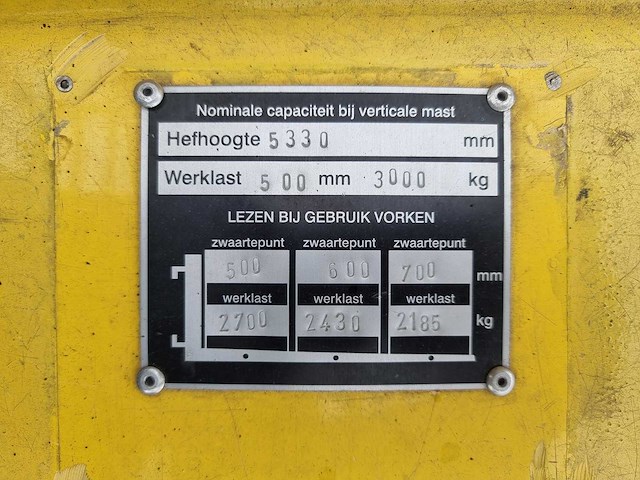 Nominale capaciteit bij verticale mast
Hefhoogte 5330 mm
Werklast 500 mm 3000 kg
LEZEN BIJ GEBRUIK VORKEN
zwaartepunt zwaartepunt zwaartepunt
500 600 700 mm
werklast werklast werklast
2700 2430 2185 kg